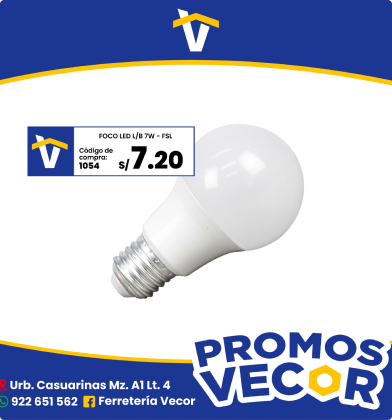 V
V
FOCO LED L/B 7W - FSL
Código de
compra:
1054
S/ 7.20
PROMOS
VECOR
Urb. Casuarinas Mz. A1 Lt. 4
922 651 562 Ferretería Vecor